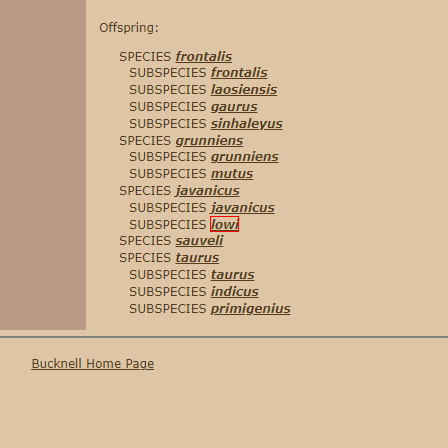 Offspring:
SPECIES frontalis
SUBSPECIES frontalis
SUBSPECIES laosiensis
SUBSPECIES gaurus
SUBSPECIES sinhaleyus
SPECIES grunniens
SUBSPECIES grunniens
SUBSPECIES mutus
SPECIES javanicus
SUBSPECIES javanicus
SUBSPECIES lowi
SPECIES sauveli
SPECIES taurus
SUBSPECIES taurus
SUBSPECIES indicus
SUBSPECIES primigenius
Bucknell Home Page